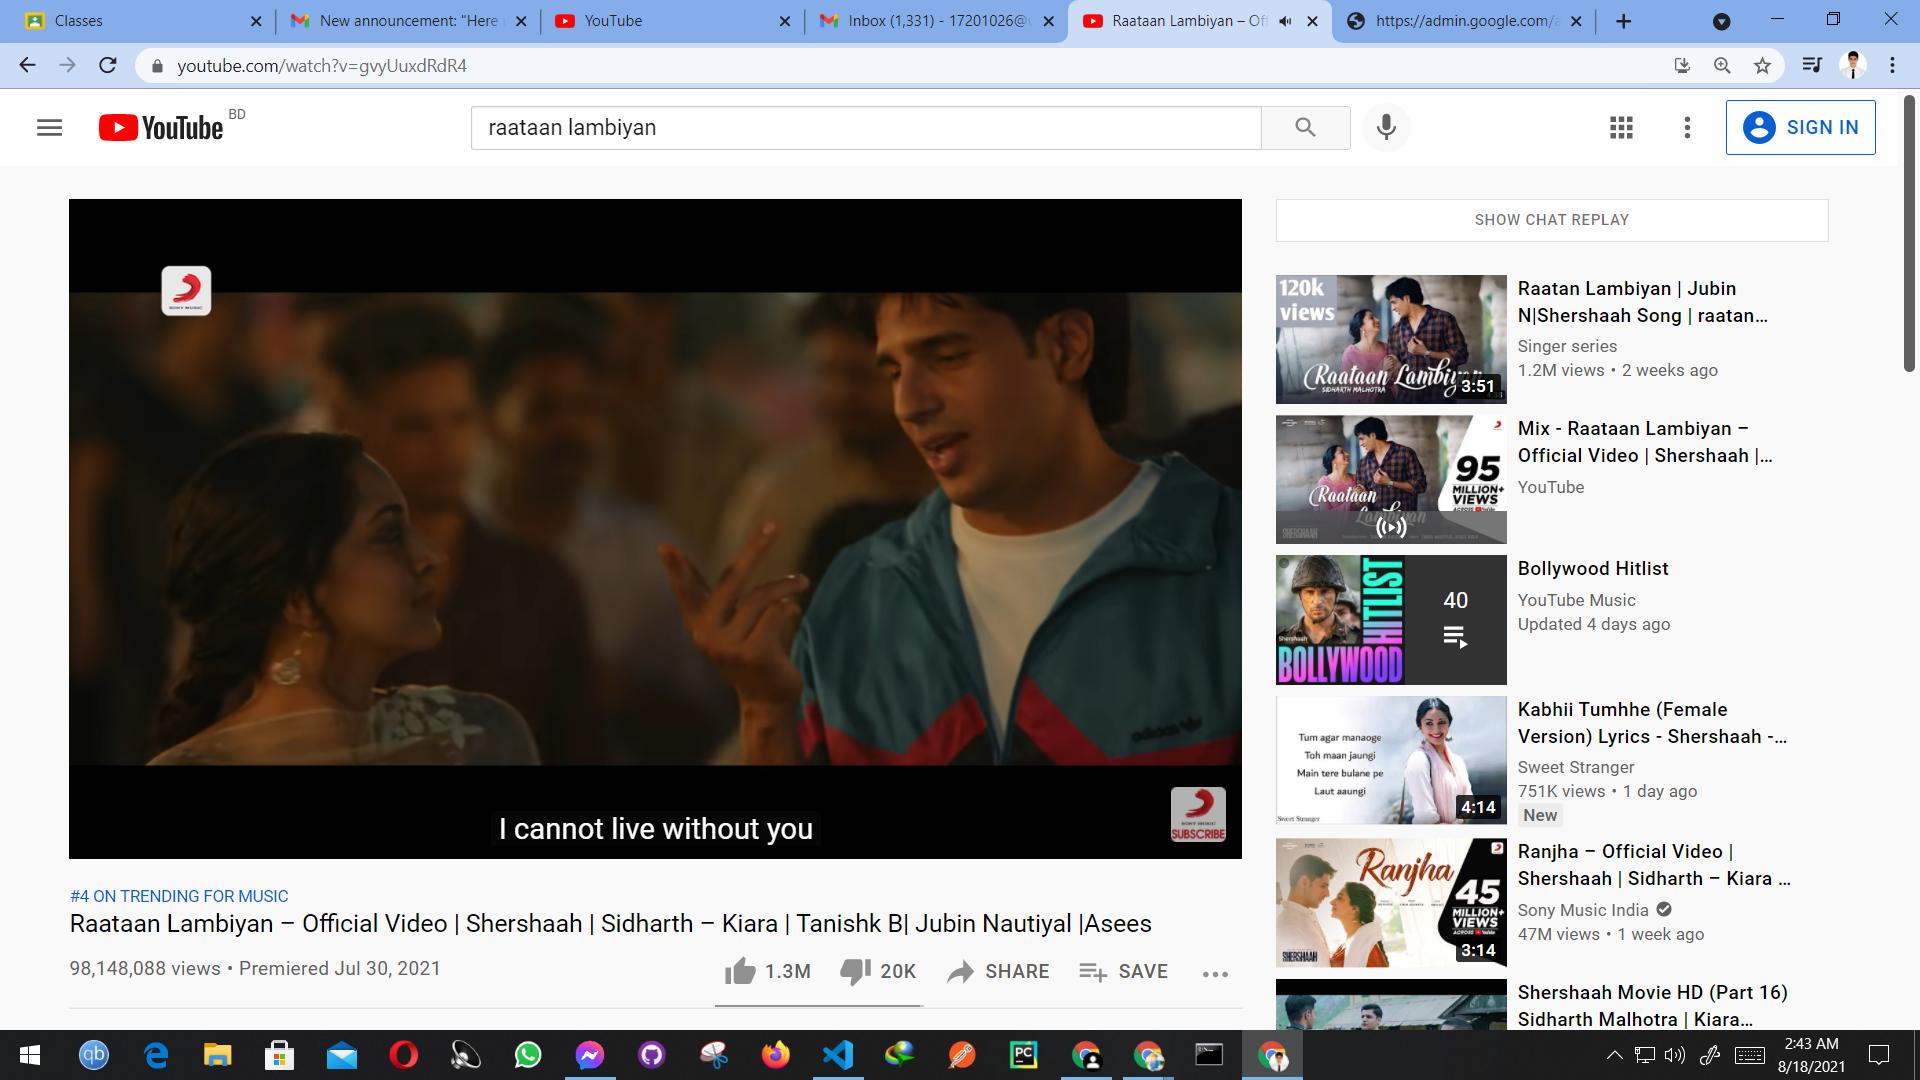 Classes
New announcement: "Here
YouTube
Inbox (1,331) - 17201026@
Raataan Lambiyan – Of
https://admin.google.com/
youtube.com/watch?v=gvyUuxdRdR4
YouTube BD
raataan lambiyan
SIGN IN
SONY MUSIC
I cannot live without you
SONY MUSIC
SUBSCRIBE
adidas
#4 ON TRENDING FOR MUSIC
Raataan Lambiyan – Official Video | Shershaah | Sidharth – Kiara | Tanishk B| Jubin Nautiyal |Asees
98,148,088 views • Premiered Jul 30, 2021
1.3M
20K
SHARE
SAVE
SHOW CHAT REPLAY
120k
views
Raataan Lambiyan
SIDHARTH MALHOTRA
3:51
Raatan Lambiyan | Jubin
N|Shershaah Song | raatan...
Singer series
1.2M views • 2 weeks ago
Raataan
Lambiyan
95
MILLION+
VIEWS
SHERSHAAH
Mix - Raataan Lambiyan –
Official Video | Shershaah |...
YouTube
Shershaah
BOLLYWOOD
HITLIST
40
Bollywood Hitlist
YouTube Music
Updated 4 days ago
Tum agar manaoge
Toh maan jaungi
Main tere bulane pe
Laut aaungi
Sweet Stranger
4:14
Kabhii Tumhhe (Female
Version) Lyrics - Shershaah -...
Sweet Stranger
751K views • 1 day ago
New
Ranjha
45
MILLION+
VIEWS
SHERSHAAH
3:14
Ranjha – Official Video |
Shershaah | Sidharth – Kiara ...
Sony Music India
47M views • 1 week ago
Shershaah Movie HD (Part 16)
Sidharth Malhotra | Kiara...
qb
PC
2:43 AM
8/18/2021